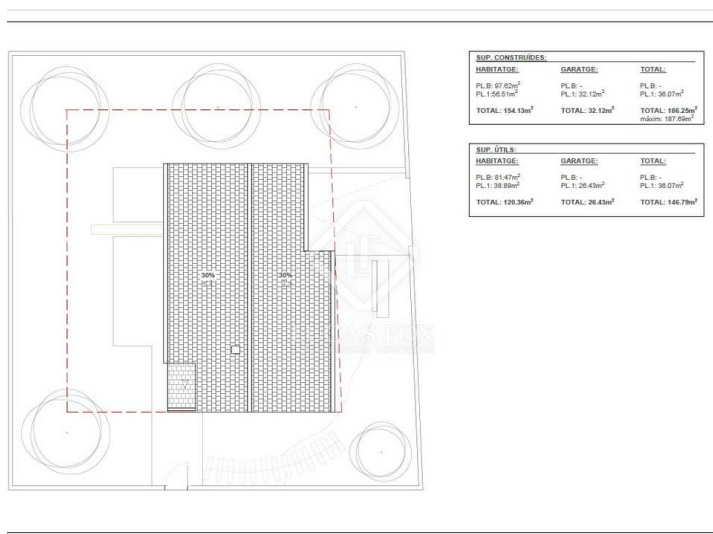 SUP. CONSTRUÏDES:
HABITATGE: GARATGE: TOTAL:
PL.B: 97.62m² PL.B: - PL.B: -
PL.1:56.51m² PL.1: 32.12m² PL.1: 36.07m²
TOTAL: 154.13m² TOTAL: 32.12m² TOTAL: 186.25m²
màxim: 187.69m²
SUP. ÚTILS:
HABITATGE: GARATGE: TOTAL:
PL.B: 81.47m² PL.B: - PL.B: -
PL.1: 38.89m² PL.1: 26.43m² PL.1: 36.07m²
TOTAL: 120.36m² TOTAL: 26.43m² TOTAL: 146.79m²
30% 30%
LUCAS FOX